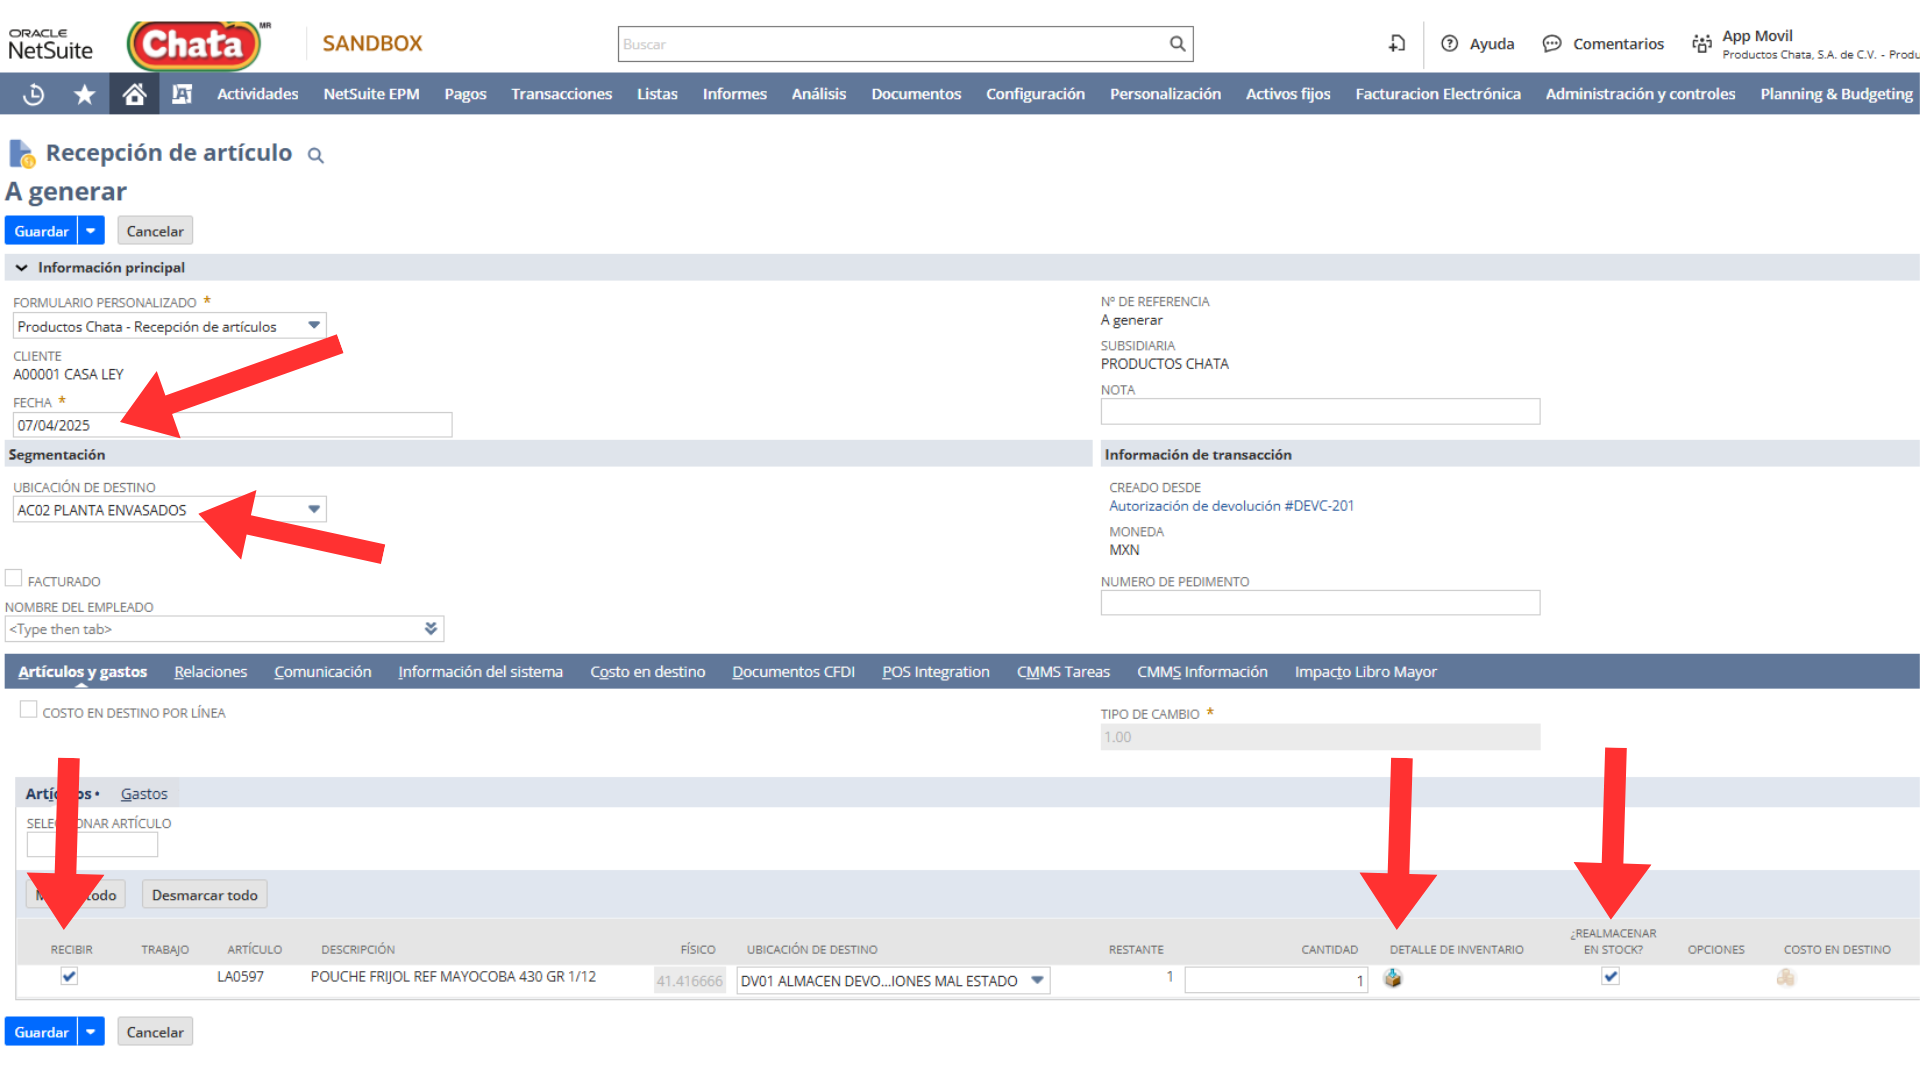 ORACLE
NetSuite
Chata MR
SANDBOX
Buscar
Ayuda
Comentarios
App Movil
Productos Chata, S.A. de C.V. - Produ
Actividades NetSuite EPM Pagos Transacciones Listas Informes Análisis Documentos Configuración Personalización Activos fijos Facturacion Electrónica Administración y controles Planning & Budgeting
Recepción de artículo
A generar
Guardar Cancelar
Información principal
FORMULARIO PERSONALIZADO *
Productos Chata - Recepción de artículos
CLIENTE
A00001 CASA LEY
FECHA *
07/04/2025
Nº DE REFERENCIA
A generar
SUBSIDIARIA
PRODUCTOS CHATA
NOTA
Segmentación
UBICACIÓN DE DESTINO
AC02 PLANTA ENVASADOS
FACTURADO
NOMBRE DEL EMPLEADO
<Type then tab>
Información de transacción
CREADO DESDE
Autorización de devolución #DEVC-201
MONEDA
MXN
NUMERO DE PEDIMENTO
Artículos y gastos Relaciones Comunicación Información del sistema Costo en destino Documentos CFDI POS Integration CMMS Tareas CMMS Información Impacto Libro Mayor
COSTO EN DESTINO POR LÍNEA
TIPO DE CAMBIO *
1.00
Gastos
ARTÍCULO
todo Desmarcar todo
RECIBIR TRABAJO ARTÍCULO DESCRIPCIÓN FÍSICO UBICACIÓN DE DESTINO RESTANTE CANTIDAD DETALLE DE INVENTARIO ¿REALMACENAR EN STOCK? OPCIONES COSTO EN DESTINO
LA0597 POUCHE FRIJOL REF MAYOCOBA 430 GR 1/12 41.416666 DV01 ALMACEN DEVO...IONES MAL ESTADO 1 1
Guardar Cancelar